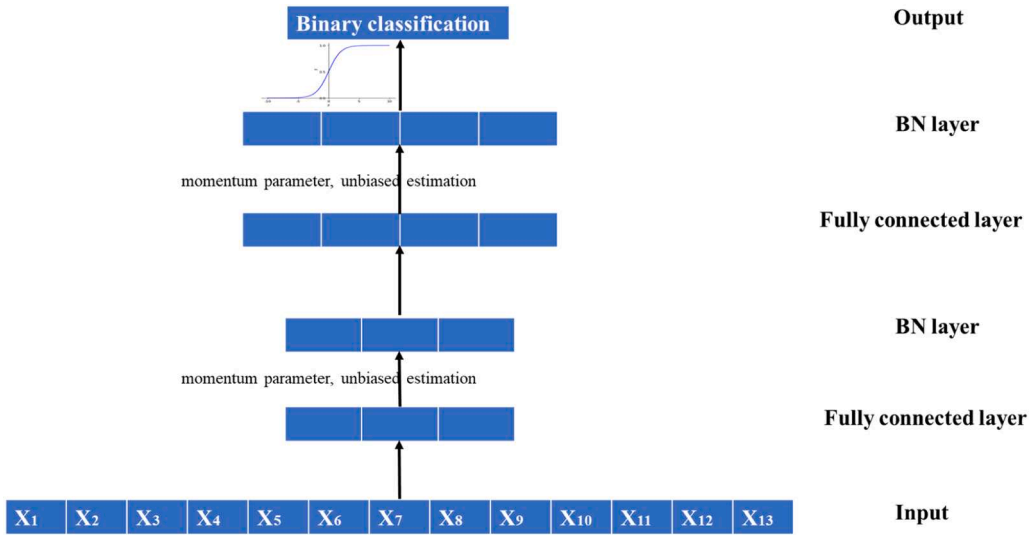 Binary classification
Output
BN layer
momentum parameter, unbiased estimation
Fully connected layer
BN layer
momentum parameter, unbiased estimation
Fully connected layer
X1 X2 X3 X4 X5 X6 X7 X8 X9 X10 X11 X12 X13
Input